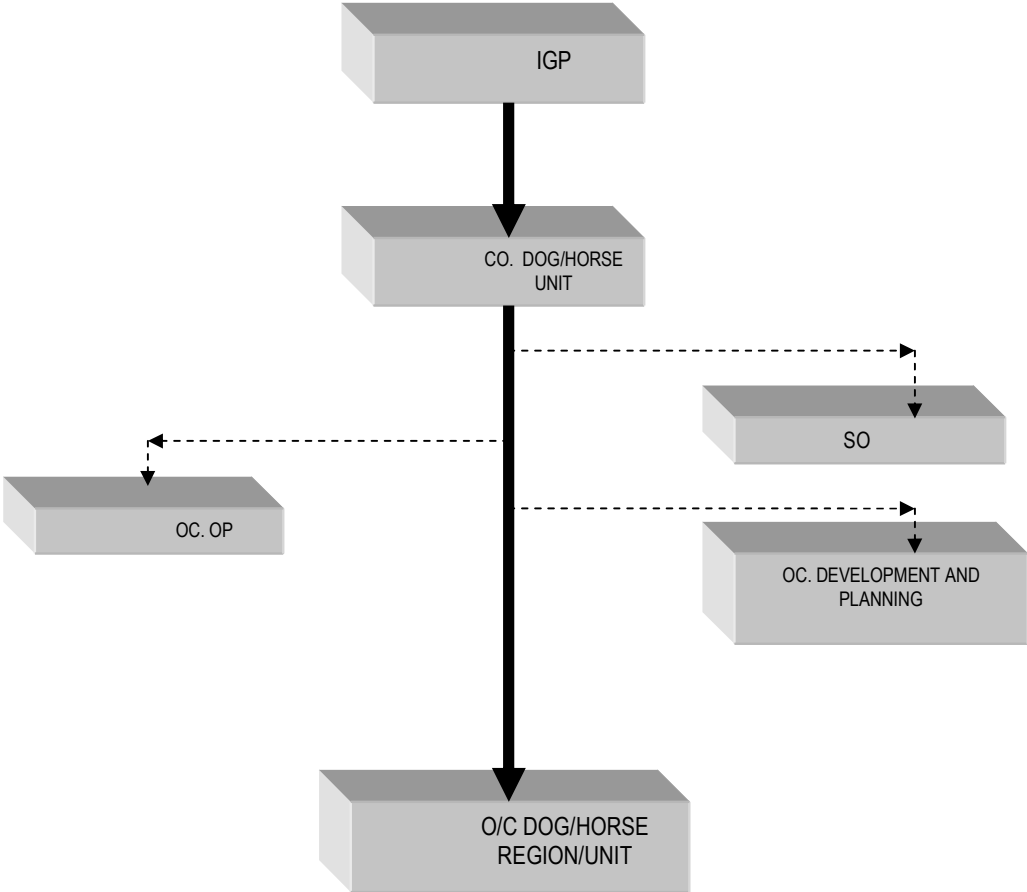 IGP
CO. DOG/HORSE
UNIT
SO
OC. OP
OC. DEVELOPMENT AND
PLANNING
O/C DOG/HORSE
REGION/UNIT